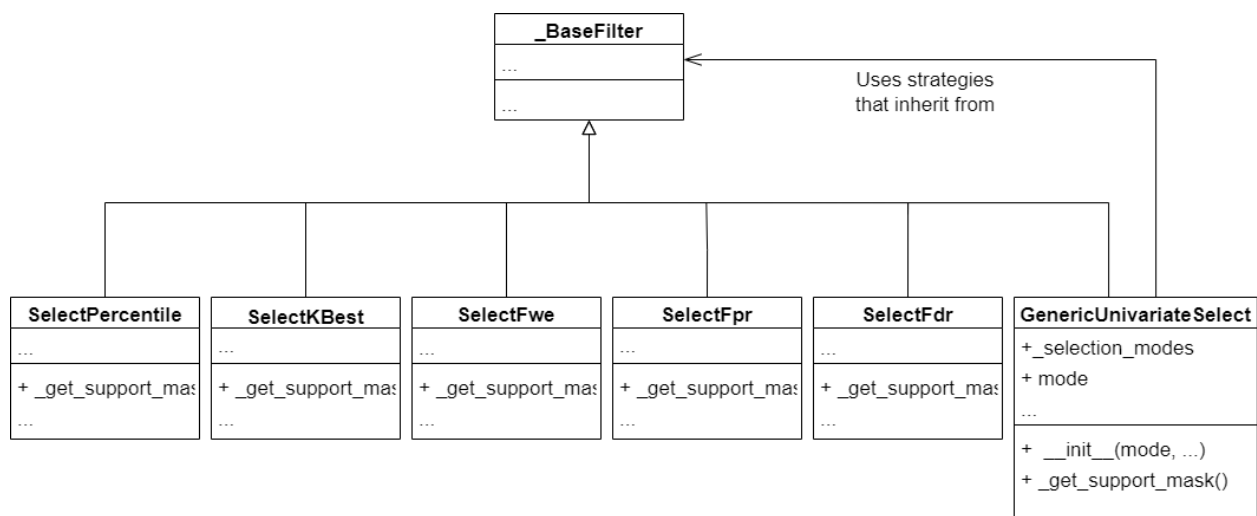 _BaseFilter
...
...
Uses strategies
that inherit from
SelectPercentile
...
+ _get_support_mas
...
SelectKBest
...
+ _get_support_mas
...
SelectFwe
...
+ _get_support_mas
...
SelectFpr
...
+ _get_support_mas
...
SelectFdr
...
+ _get_support_mas
...
GenericUnivariateSelect
+_selection_modes
+ mode
...
+ __init__(mode, ...)
+ _get_support_mask()